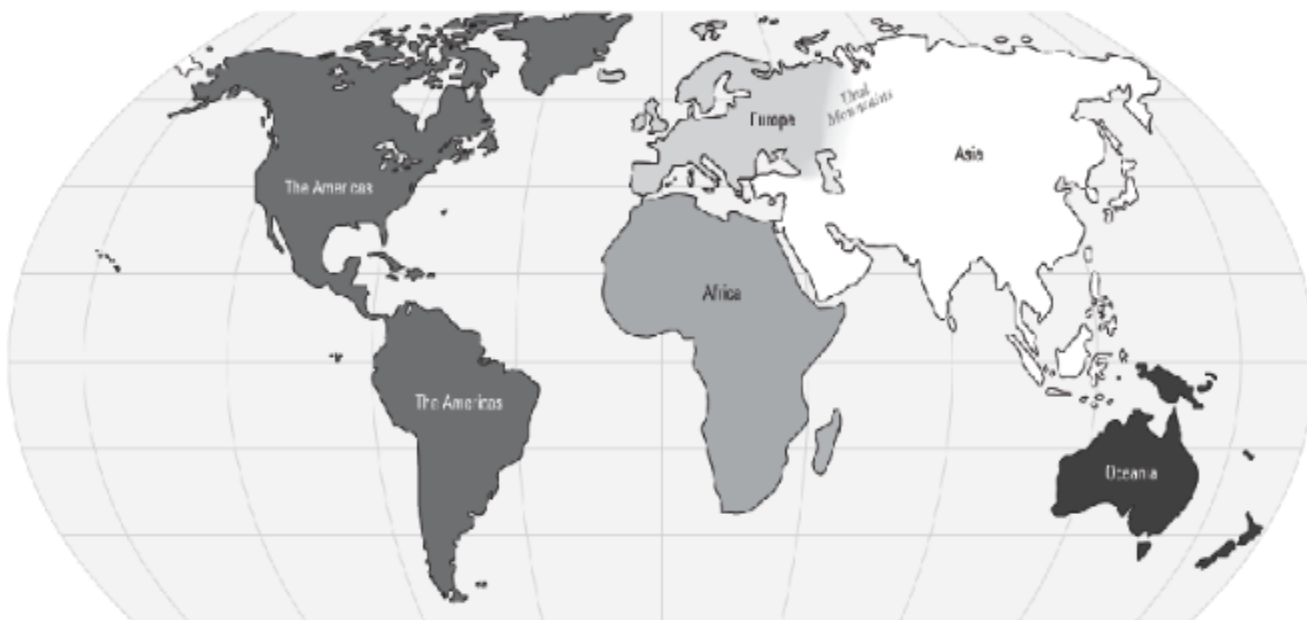 Ural
Mountains
Europe
Asia
The Americas
Africa
The Americas
Oceania